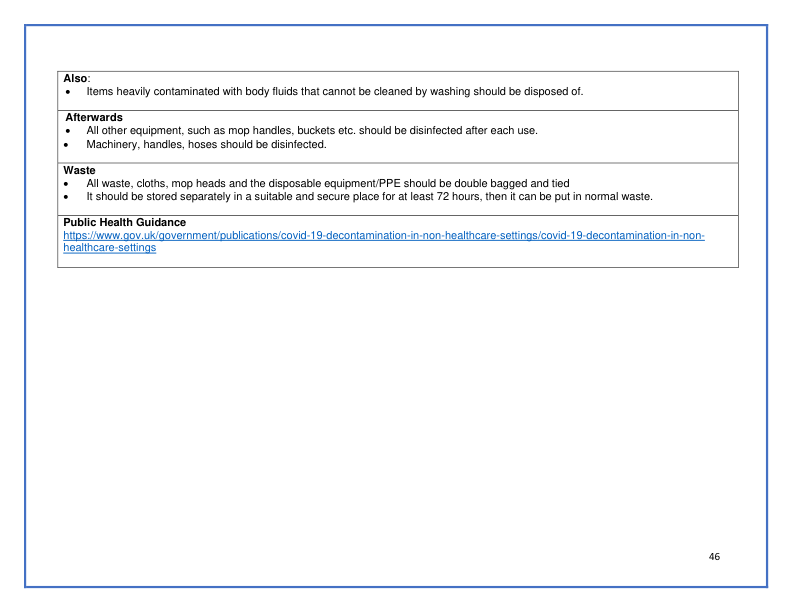 Also:
• Items heavily contaminated with body fluids that cannot be cleaned by washing should be disposed of.
Afterwards
• All other equipment, such as mop handles, buckets etc. should be disinfected after each use.
• Machinery, handles, hoses should be disinfected.
Waste
• All waste, cloths, mop heads and the disposable equipment/PPE should be double bagged and tied
• It should be stored separately in a suitable and secure place for at least 72 hours, then it can be put in normal waste.
Public Health Guidance
https://www.gov.uk/government/publications/covid-19-decontamination-in-non-healthcare-settings/covid-19-decontamination-in-non-
healthcare-settings
46